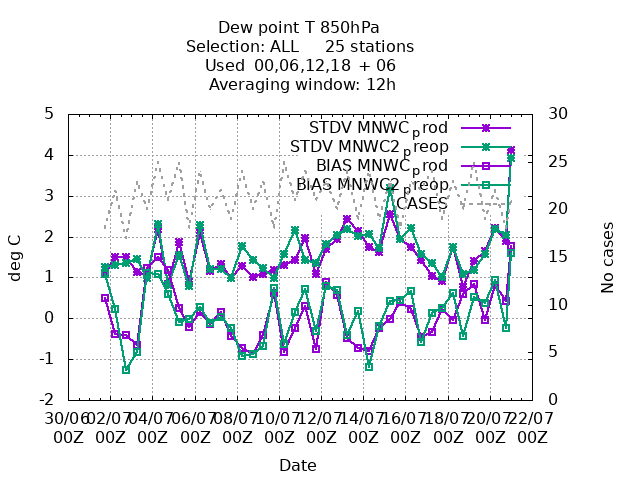 Dew point T 850hPa
Selection: ALL 25 stations
Used 00,06,12,18 + 06
Averaging window: 12h
5 30
STDV MNWCprod
STDV MNWC2preop
BIAS MNWCprod
BIAS MNWC2preop
CASES
4 25
3 20
2 15
1 10
0 5
-1 0
-2
deg C
No cases
30/06 02/07 04/07 06/07 08/07 10/07 12/07 14/07 16/07 18/07 20/07 22/07
00Z 00Z 00Z 00Z 00Z 00Z 00Z 00Z 00Z 00Z 00Z 00Z
Date